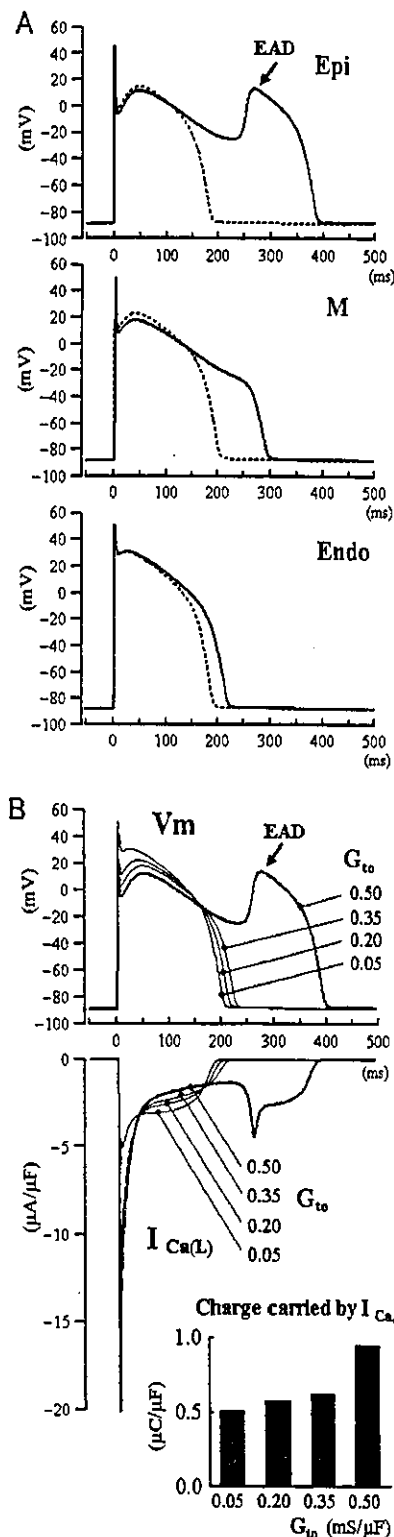 A
EAD
Epi
60
40
20
0
−20
−40
−60
−80
−100
(mV)
0 100 200 300 400 500
(ms)
M
60
40
20
0
−20
−40
−60
−80
−100
(mV)
0 100 200 300 400 500
(ms)
Endo
60
40
20
0
−20
−40
−60
−80
−100
(mV)
0 100 200 300 400 500
(ms)
B
Vm
EAD
Gto
0.50
0.35
0.20
0.05
60
40
20
0
−20
−40
−60
−80
−100
(mV)
0 100 200 300 400 500
(ms)
0
−5
−10
−15
−20
(μA/μF)
0.50
0.35
0.20
0.05
Gto
I Ca(L)
Charge carried by I Ca,
1.0
0.5
0.0
(μC/μF)
0.05 0.20 0.35 0.50
Gto (mS/μF)